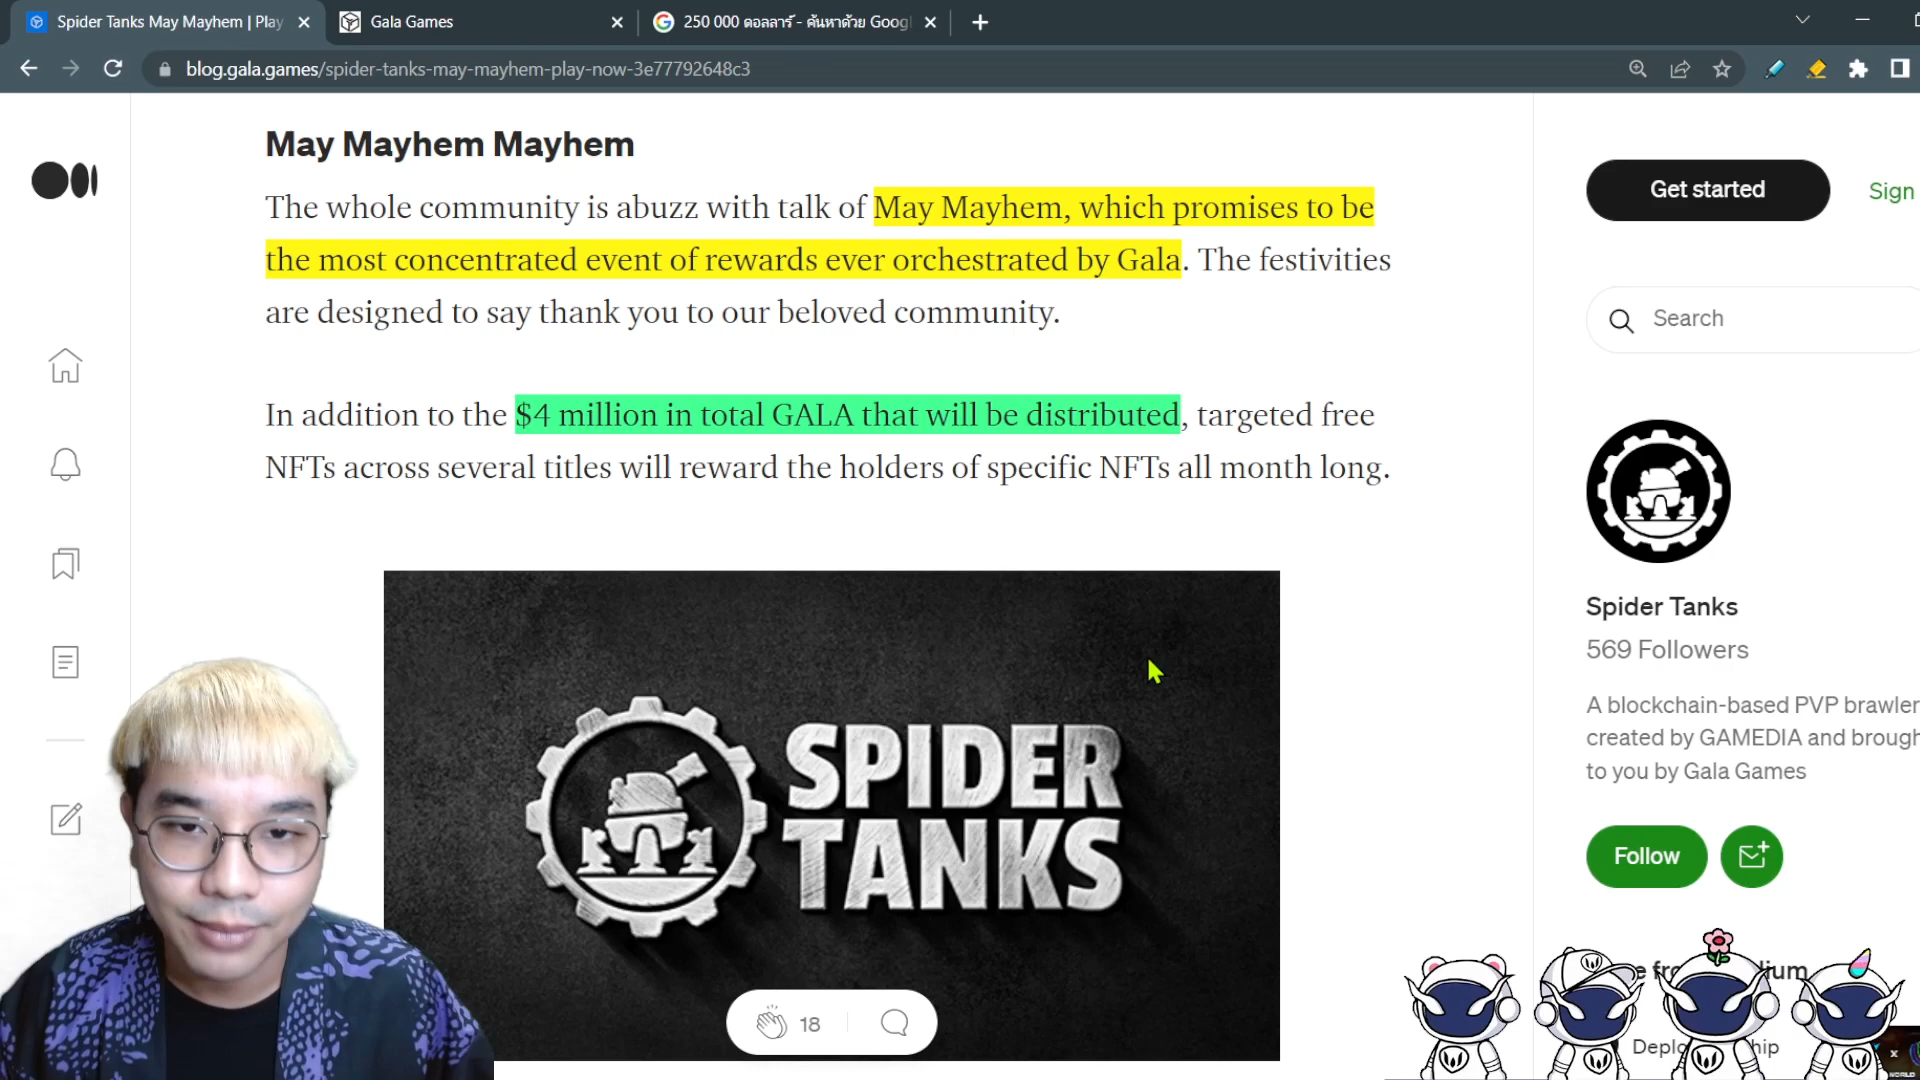 Spider Tanks May Mayhem | Play
Gala Games
250 000 ดอลลาร์ - ค้นหาด้วย Goog
blog.gala.games/spider-tanks-may-mayhem-play-now-3e77792648c3
May Mayhem Mayhem
The whole community is abuzz with talk of May Mayhem, which promises to be
the most concentrated event of rewards ever orchestrated by Gala. The festivities
are designed to say thank you to our beloved community.
In addition to the $4 million in total GALA that will be distributed, targeted free
NFTs across several titles will reward the holders of specific NFTs all month long.
SPIDER
TANKS
18
Get started
Sign
Search
Spider Tanks
569 Followers
A blockchain-based PVP brawler
created by GAMEDIA and brough
to you by Gala Games
Follow